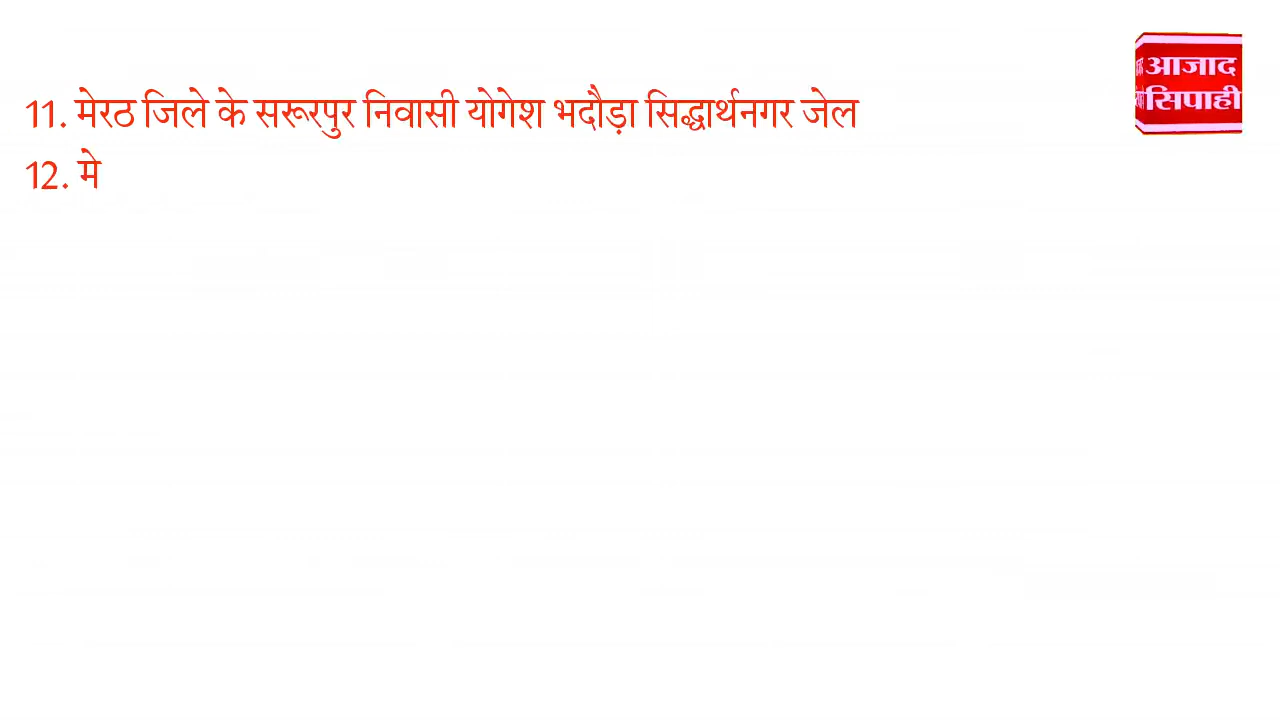 11. मेरठ जिले के सरूरपुर निवासी योगेश भदौड़ा सिद्धार्थनगर जेल
12. मे
आजाद
सिपाही